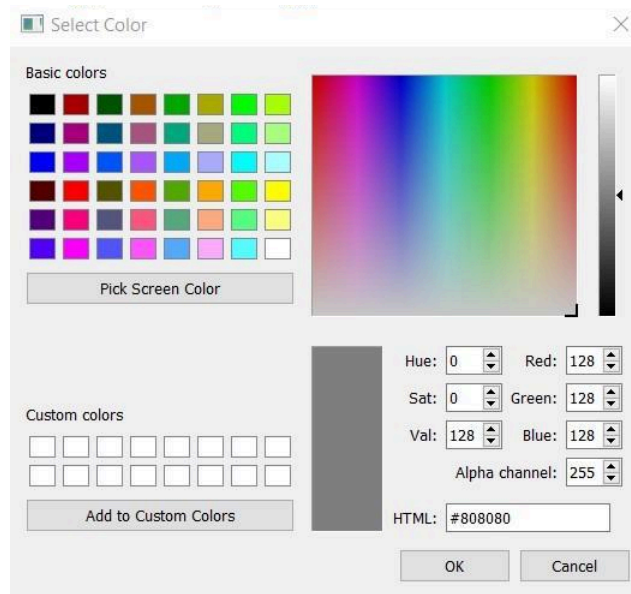 Select Color
Basic colors
Pick Screen Color
Custom colors
Add to Custom Colors
Hue: 0 Red: 128
Sat: 0 Green: 128
Val: 128 Blue: 128
Alpha channel: 255
HTML: #808080
OK Cancel